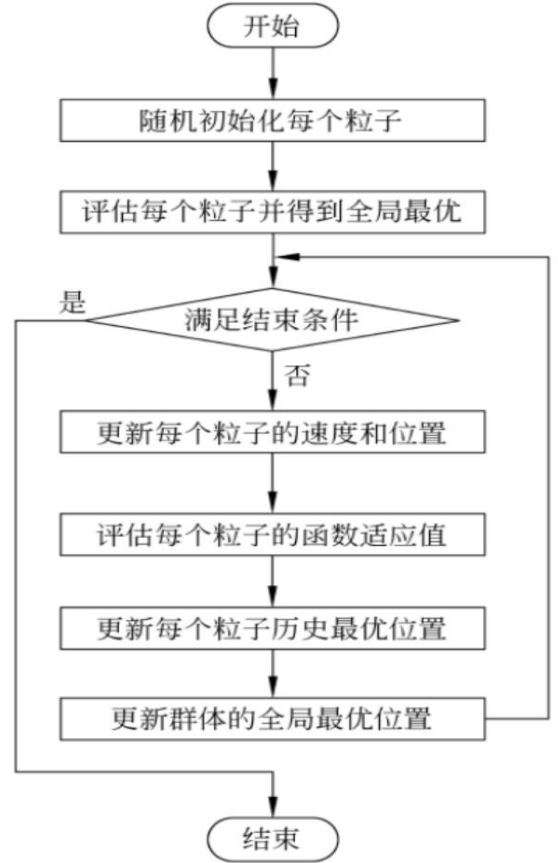 开始
随机初始化每个粒子
评估每个粒子并得到全局最优
是
满足结束条件
否
更新每个粒子的速度和位置
评估每个粒子的函数适应值
更新每个粒子历史最优位置
更新群体的全局最优位置
结束